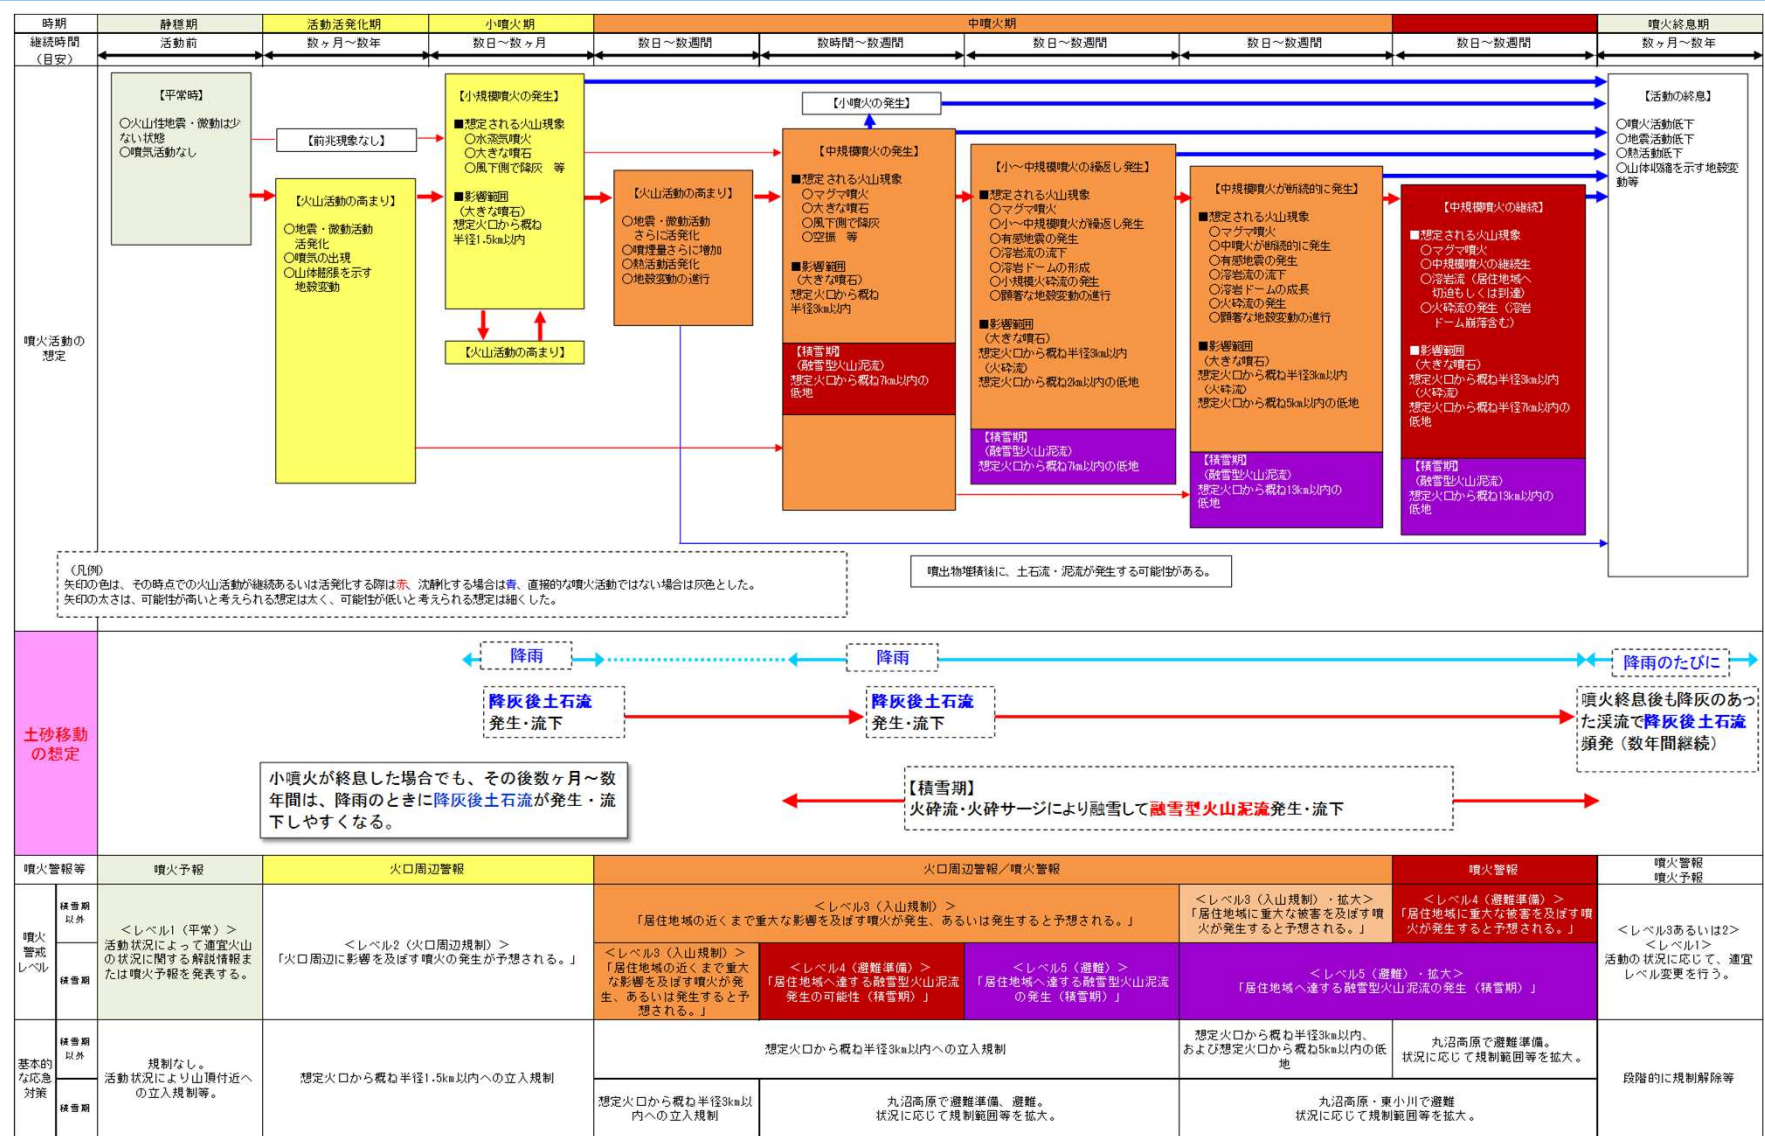 時期
静穏期
活動活発化期
小噴火期
中噴火期
噴火終息期
継続時間
（目安）
活動前
数ヶ月～数年
数日～数ヶ月
数日～数週間
数時間～数週間
数日～数週間
数日～数週間
数日～数週間
数ヶ月～数年
噴火活動の
想定
【平常時】
○火山性地震・微動は少
ない状態
○噴気活動なし
【前兆現象なし】
【火山活動の高まり】
○地震・微動活動
活発化
○噴気の出現
○山体膨張を示す
地殻変動
【小規模噴火の発生】
■想定される火山現象
○水蒸気噴火
○大きな噴石
○風下側で降灰　等
■影響範囲
（大きな噴石）
想定火口から概ね
半径1.5km以内
【火山活動の高まり】
【火山活動の高まり】
○地震・微動活動
さらに活発化
○噴煙量さらに増加
○熱活動活発化
○地殻変動の進行
【小噴火の発生】
【中規模噴火の発生】
■想定される火山現象
○マグマ噴火
○大きな噴石
○風下側で降灰
○空振　等
■影響範囲
（大きな噴石）
想定火口から概ね
半径3km以内
【積雪期】
（融雪型火山泥流）
想定火口から概ね7km以内の
低地
【小～中規模噴火の繰返し発生】
■想定される火山現象
○マグマ噴火
○小～中規模噴火が繰返し発生
○有感地震の発生
○溶岩流の流下
○溶岩ドームの形成
○小規模火砕流の発生
○顕著な地殻変動の進行
■影響範囲
（大きな噴石）
想定火口から概ね半径3km以内
（火砕流）
想定火口から概ね2km以内の低地
【積雪期】
（融雪型火山泥流）
想定火口から概ね7km以内の低地
【中規模噴火が断続的に発生】
■想定される火山現象
○マグマ噴火
○中噴火が断続的に発生
○有感地震の発生
○溶岩流の流下
○溶岩ドームの成長
○火砕流の発生
○顕著な地殻変動の進行
■影響範囲
（大きな噴石）
想定火口から概ね半径3km以内
（火砕流）
想定火口から概ね5km以内の低地
【積雪期】
（融雪型火山泥流）
想定火口から概ね13km以内の
低地
【中規模噴火の継続】
■想定される火山現象
○マグマ噴火
○中規模噴火の継続生
○溶岩流（居住地域へ
切迫もしくは到達）
○火砕流の発生（溶岩
ドーム崩落含む）
■影響範囲
（大きな噴石）
想定火口から概ね半径3km以内
（火砕流）
想定火口から概ね半径7km以内の
低地
【積雪期】
（融雪型火山泥流）
想定火口から概ね13km以内の
低地
【活動の終息】
○噴火活動低下
○地震活動低下
○熱活動低下
○山体収縮を示す地殻変
動等
（凡例）
矢印の色は、その時点での火山活動が継続あるいは活発化する際は赤、沈静化する場合は青、直接的な噴火活動ではない場合は灰色とした。
矢印の太さは、可能性が高いと考えられる想定は太く、可能性が低いと考えられる想定は細くした。
噴出物堆積後に、土石流・泥流が発生する可能性がある。
土砂移動
の想定
降雨
降雨
降雨のたびに
降灰後土石流
発生・流下
降灰後土石流
発生・流下
噴火終息後も降灰のあっ
た渓流で降灰後土石流
頻発（数年間継続）
小噴火が終息した場合でも、その後数ヶ月～数
年間は、降雨のときに降灰後土石流が発生・流
下しやすくなる。
【積雪期】
火砕流・火砕サージにより融雪して融雪型火山泥流発生・流下
噴火警報等
噴火予報
火口周辺警報
火口周辺警報／噴火警報
噴火警報
噴火警報
噴火予報
噴火
警戒
レベル
積雪期
以外
積雪期
＜レベル1（平常）＞
活動状況によって適宜火山
の状況に関する解説情報ま
たは噴火予報を発表する。
＜レベル2（火口周辺規制）＞
「火口周辺に影響を及ぼす噴火の発生が予想される。」
＜レベル3（入山規制）＞
「居住地域の近くまで重大な影響を及ぼす噴火が発生、あるいは発生すると予想される。」
＜レベル3（入山規制）・拡大＞
「居住地域に重大な被害を及ぼす噴
火が発生すると予想される。」
＜レベル4（避難準備）＞
「居住地域に重大な被害を及ぼす噴
火が発生すると予想される。」
＜レベル3（入山規制）＞
「居住地域の近くまで重大
な影響を及ぼす噴火が発
生、あるいは発生すると予
想される。」
＜レベル4（避難準備）＞
「居住地域へ達する融雪型火山泥流
発生の可能性（積雪期）」
＜レベル5（避難）＞
「居住地域へ達する融雪型火山泥流
の発生（積雪期）」
＜レベル5（避難）・拡大＞
「居住地域へ達する融雪型火山泥流の発生（積雪期）」
＜レベル3あるいは2＞
＜レベル1＞
活動の状況に応じて、適宜
レベル変更を行う。
基本的
な応急
対策
積雪期
以外
積雪期
規制なし。
活動状況により山頂付近へ
の立入規制等。
想定火口から概ね半径1.5km以内への立入規制
想定火口から概ね半径3km以内への立入規制
想定火口から概ね半径3km以内、
および想定火口から概ね5km以内の低
地
丸沼高原で避難準備。
状況に応じて規制範囲等を拡大。
想定火口から概ね半径3km以
内への立入規制
丸沼高原で避難準備、避難。
状況に応じて規制範囲等を拡大。
丸沼高原・東小川で避難
状況に応じて規制範囲等を拡大。
段階的に規制解除等